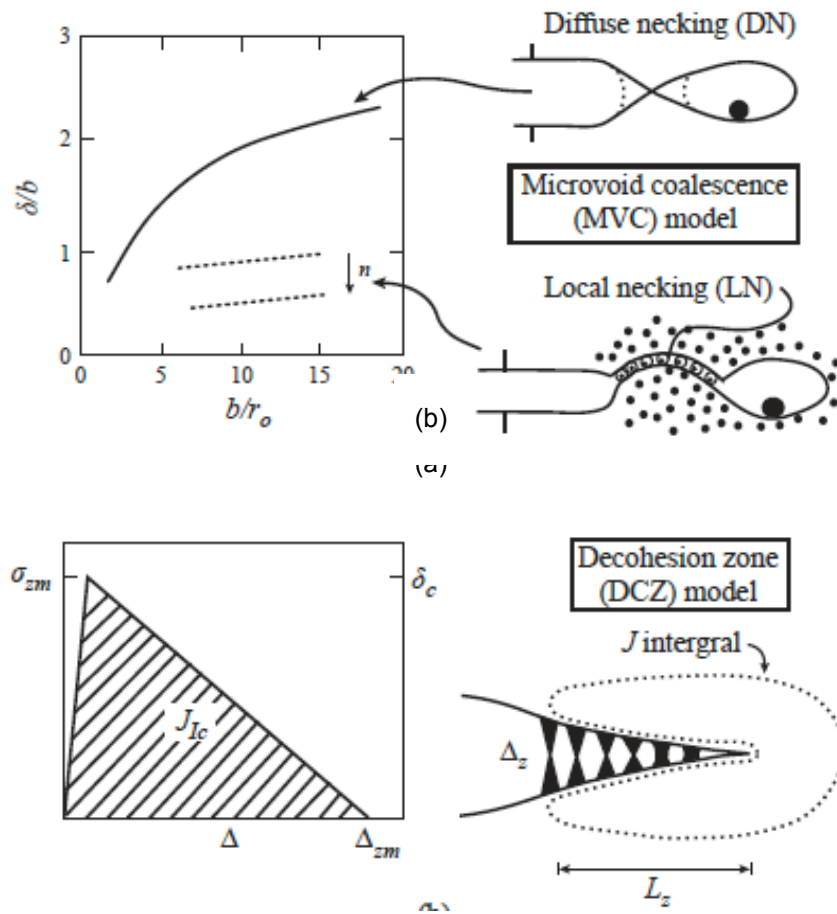 3
2
1
0
δ/b
0
5
10
15
20
b/r_o
n
Diffuse necking (DN)
Microvoid coalescence
(MVC) model
Local necking (LN)
(b)
(a)
σ_zm
δ_c
J_Ic
Δ
Δ_zm
Decohesion zone
(DCZ) model
J intergral
Δ_z
L_z